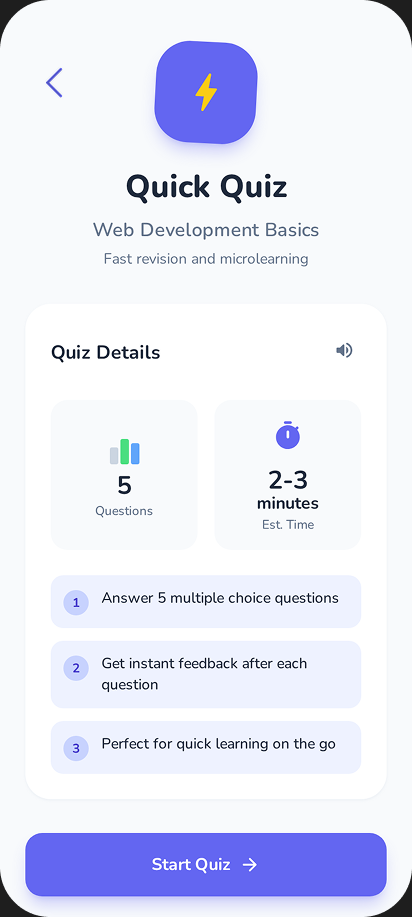 Quick Quiz
Web Development Basics
Fast revision and microlearning
Quiz Details
5
Questions
2-3
minutes
Est. Time
1 Answer 5 multiple choice questions
2 Get instant feedback after each
question
3 Perfect for quick learning on the go
Start Quiz →